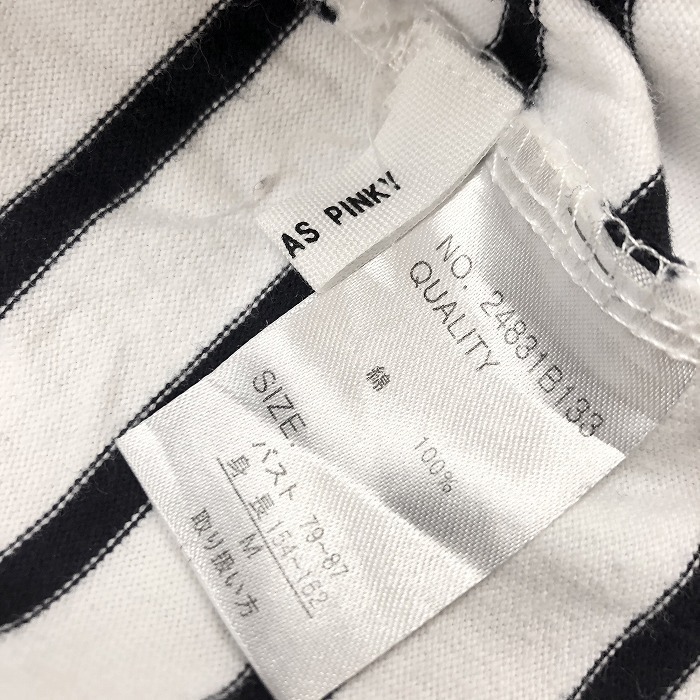 AS PINKY
NO. 24831B133
QUALITY
綿 100%
SIZE.
バスト 79~87
身長 154~162
M
取り扱い方